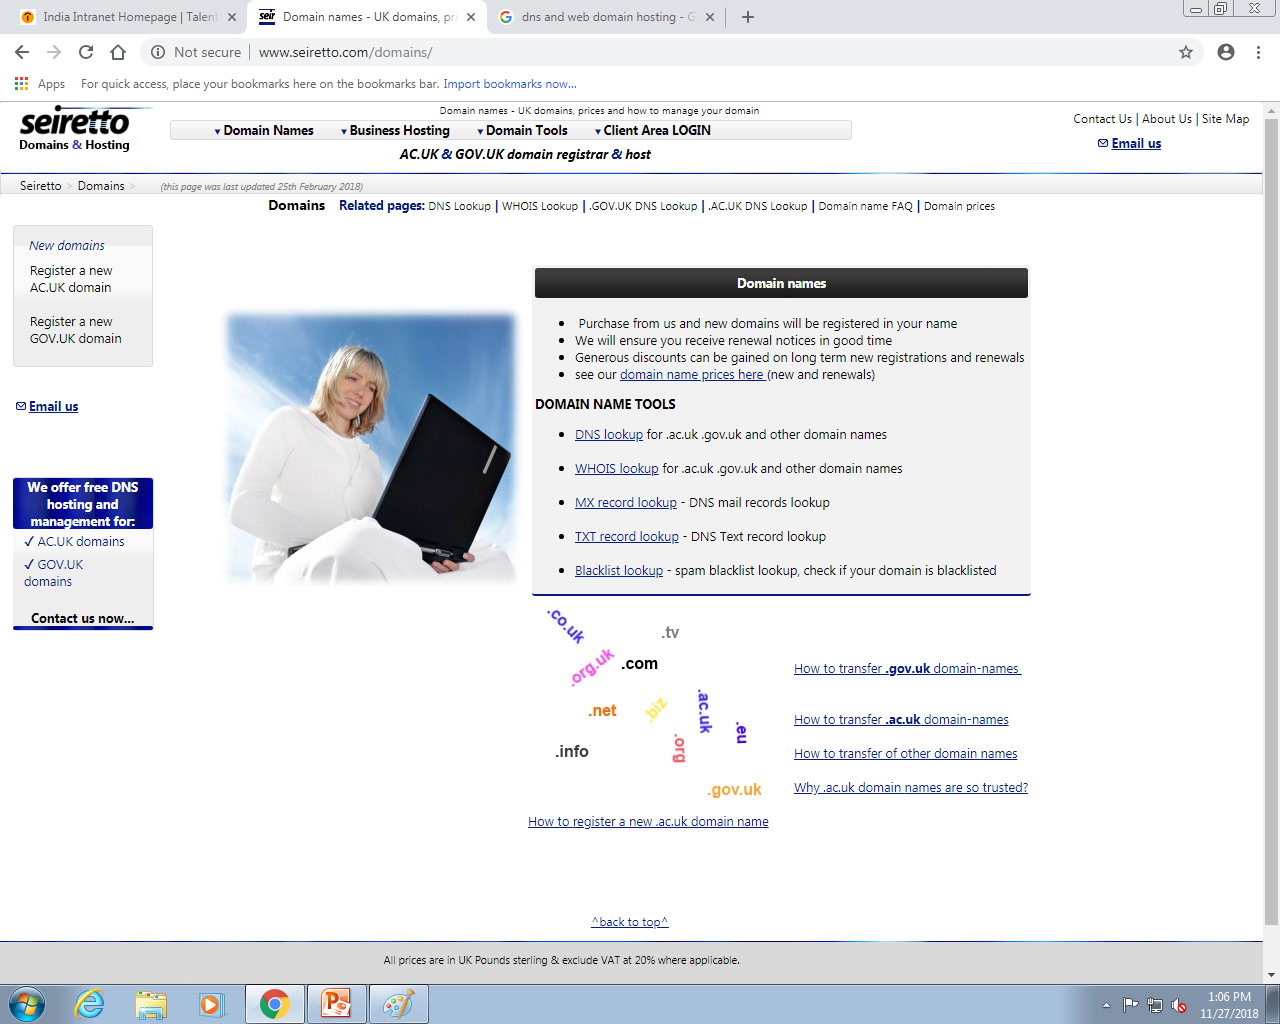 India Intranet Homepage | Talent
Domain names - UK domains, pri
dns and web domain hosting - G
Not secure | www.seiretto.com/domains/
Apps For quick access, place your bookmarks here on the bookmarks bar. Import bookmarks now...
Domain names - UK domains, prices and how to manage your domain
seiretto
Domains & Hosting
Domain Names Business Hosting Domain Tools Client Area LOGIN
AC.UK & GOV.UK domain registrar & host
Contact Us | About Us | Site Map
Email us
Seiretto > Domains > (this page was last updated 25th February 2018)
Domains Related pages: DNS Lookup | WHOIS Lookup | .GOV.UK DNS Lookup | .AC.UK DNS Lookup | Domain name FAQ | Domain prices
New domains
Register a new
AC.UK domain
Register a new
GOV.UK domain
Email us
We offer free DNS
hosting and
management for:
✓ AC.UK domains
✓ GOV.UK
domains
Contact us now...
Domain names
• Purchase from us and new domains will be registered in your name
• We will ensure you receive renewal notices in good time
• Generous discounts can be gained on long term new registrations and renewals
• see our domain name prices here (new and renewals)
DOMAIN NAME TOOLS
• DNS lookup for .ac.uk .gov.uk and other domain names
• WHOIS lookup for .ac.uk .gov.uk and other domain names
• MX record lookup - DNS mail records lookup
• TXT record lookup - DNS Text record lookup
• Blacklist lookup - spam blacklist lookup, check if your domain is blacklisted
.co.uk
.tv
.org.uk
.com
.net
.biz
.ac.uk
.eu
.org
.info
.gov.uk
How to transfer .gov.uk domain-names
How to transfer .ac.uk domain-names
How to transfer of other domain names
Why .ac.uk domain names are so trusted?
How to register a new .ac.uk domain name
^back to top^
All prices are in UK Pounds sterling & exclude VAT at 20% where applicable.
1:06 PM
11/27/2018